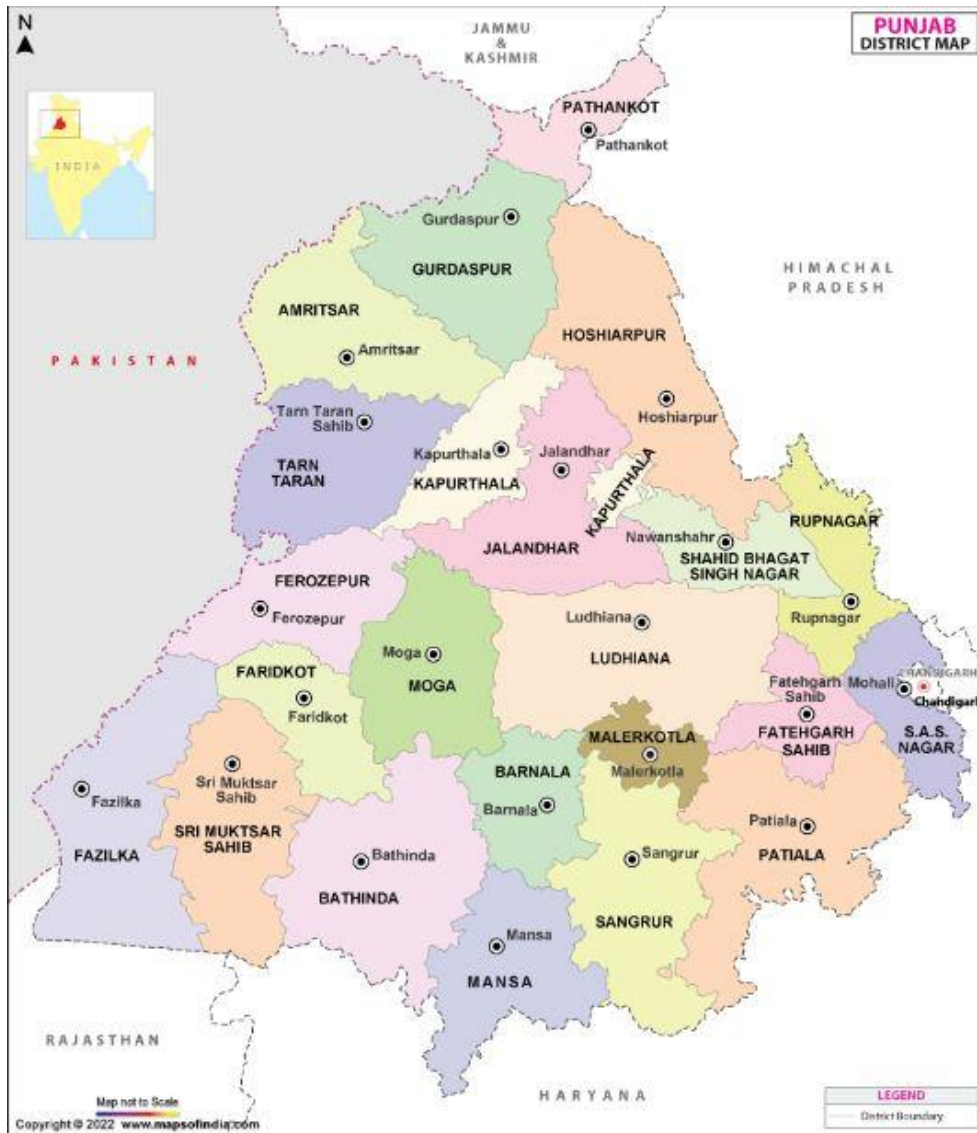 N
JAMMU
&
KASHMIR
PUNJAB
DISTRICT MAP
INDIA
PATHANKOT
Pathankot
Gurdaspur
GURDASPUR
HIMACHAL
PRADESH
AMRITSAR
Amritsar
HOSHIARPUR
Hoshiarpur
PAKISTAN
Tarn Taran
Sahib
TARN
TARAN
Kapurthala
KAPURTHALA
Jalandhar
KAPURTHALA
JALANDHAR
Nawanshahr
SHAHID BHAGAT
SINGH NAGAR
RUPNAGAR
Rupnagar
FEROZEPUR
Ferozepur
Moga
MOGA
Ludhiana
LUDHIANA
FARIDKOT
Faridkot
Fatehgarh
Sahib
FATEHGARH
SAHIB
Mohali
CHANDIGARH
Chandigarh
S.A.S.
NAGAR
MALERKOTLA
Malerkotla
BARNALA
Barnala
Sri Muktsar
Sahib
SRI MUKTSAR
SAHIB
Fazilka
FAZILKA
Bathinda
BATHINDA
Patiala
PATIALA
Sangrur
SANGRUR
Mansa
MANSA
RAJASTHAN
HARYANA
Map not to Scale
Copyright © 2022 www.mapsofindia.com
LEGEND
District Boundary